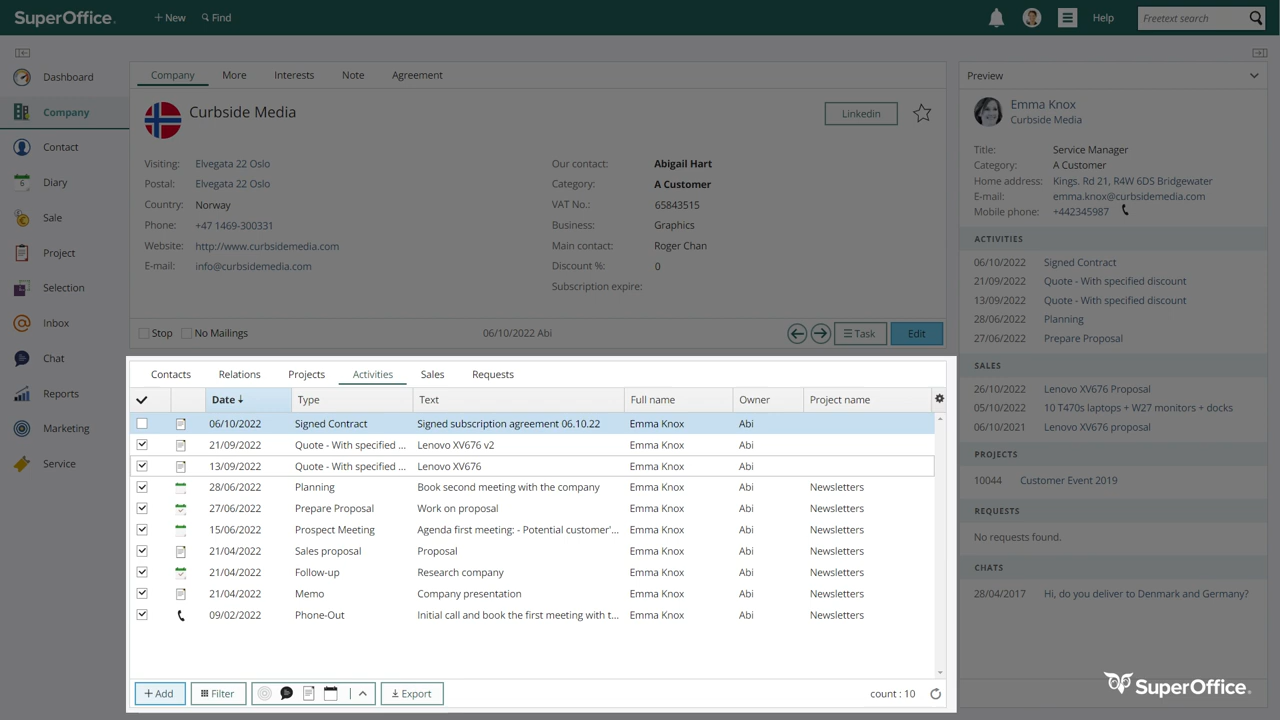 SuperOffice.
+ New
Find
Help
Freetext search
Dashboard
Company
Contact
6
Diary
Sale
Project
Selection
Inbox
Chat
Reports
Marketing
Service
Company More Interests Note Agreement
Curbside Media
Linkedin
Visiting: Elvegata 22 Oslo
Postal: Elvegata 22 Oslo
Country: Norway
Phone: +47 1469-300331
Website: http://www.curbsidemedia.com
E-mail: info@curbsidemedia.com
Our contact: Abigail Hart
Category: A Customer
VAT No.: 65843515
Business: Graphics
Main contact: Roger Chan
Discount %: 0
Subscription expire:
Stop No Mailings 06/10/2022 Abi Task Edit
Contacts Relations Projects Activities Sales Requests
Date Type Text Full name Owner Project name
06/10/2022 Signed Contract Signed subscription agreement 06.10.22 Emma Knox Abi
21/09/2022 Quote - With specified ... Lenovo XV676 v2 Emma Knox Abi
13/09/2022 Quote - With specified ... Lenovo XV676 Emma Knox Abi
28/06/2022 Planning Book second meeting with the company Emma Knox Abi Newsletters
27/06/2022 Prepare Proposal Work on proposal Emma Knox Abi Newsletters
15/06/2022 Prospect Meeting Agenda first meeting: - Potential customer'... Emma Knox Abi Newsletters
21/04/2022 Sales proposal Proposal Emma Knox Abi Newsletters
21/04/2022 Follow-up Research company Emma Knox Abi Newsletters
21/04/2022 Memo Company presentation Emma Knox Abi Newsletters
09/02/2022 Phone-Out Initial call and book the first meeting with t... Emma Knox Abi Newsletters
+ Add Filter Export count : 10
Preview
Emma Knox
Curbside Media
Title: Service Manager
Category: A Customer
Home address: Kings. Rd 21, R4W 6DS Bridgewater
E-mail: emma.knox@curbsidemedia.com
Mobile phone: +442345987
ACTIVITIES
06/10/2022 Signed Contract
21/09/2022 Quote - With specified discount
13/09/2022 Quote - With specified discount
28/06/2022 Planning
27/06/2022 Prepare Proposal
SALES
26/10/2022 Lenovo XV676 Proposal
05/10/2022 10 T470s laptops + W27 monitors + docks
06/10/2021 Lenovo XV676 proposal
PROJECTS
10044 Customer Event 2019
REQUESTS
No requests found.
CHATS
28/04/2017 Hi, do you deliver to Denmark and Germany?
SuperOffice.